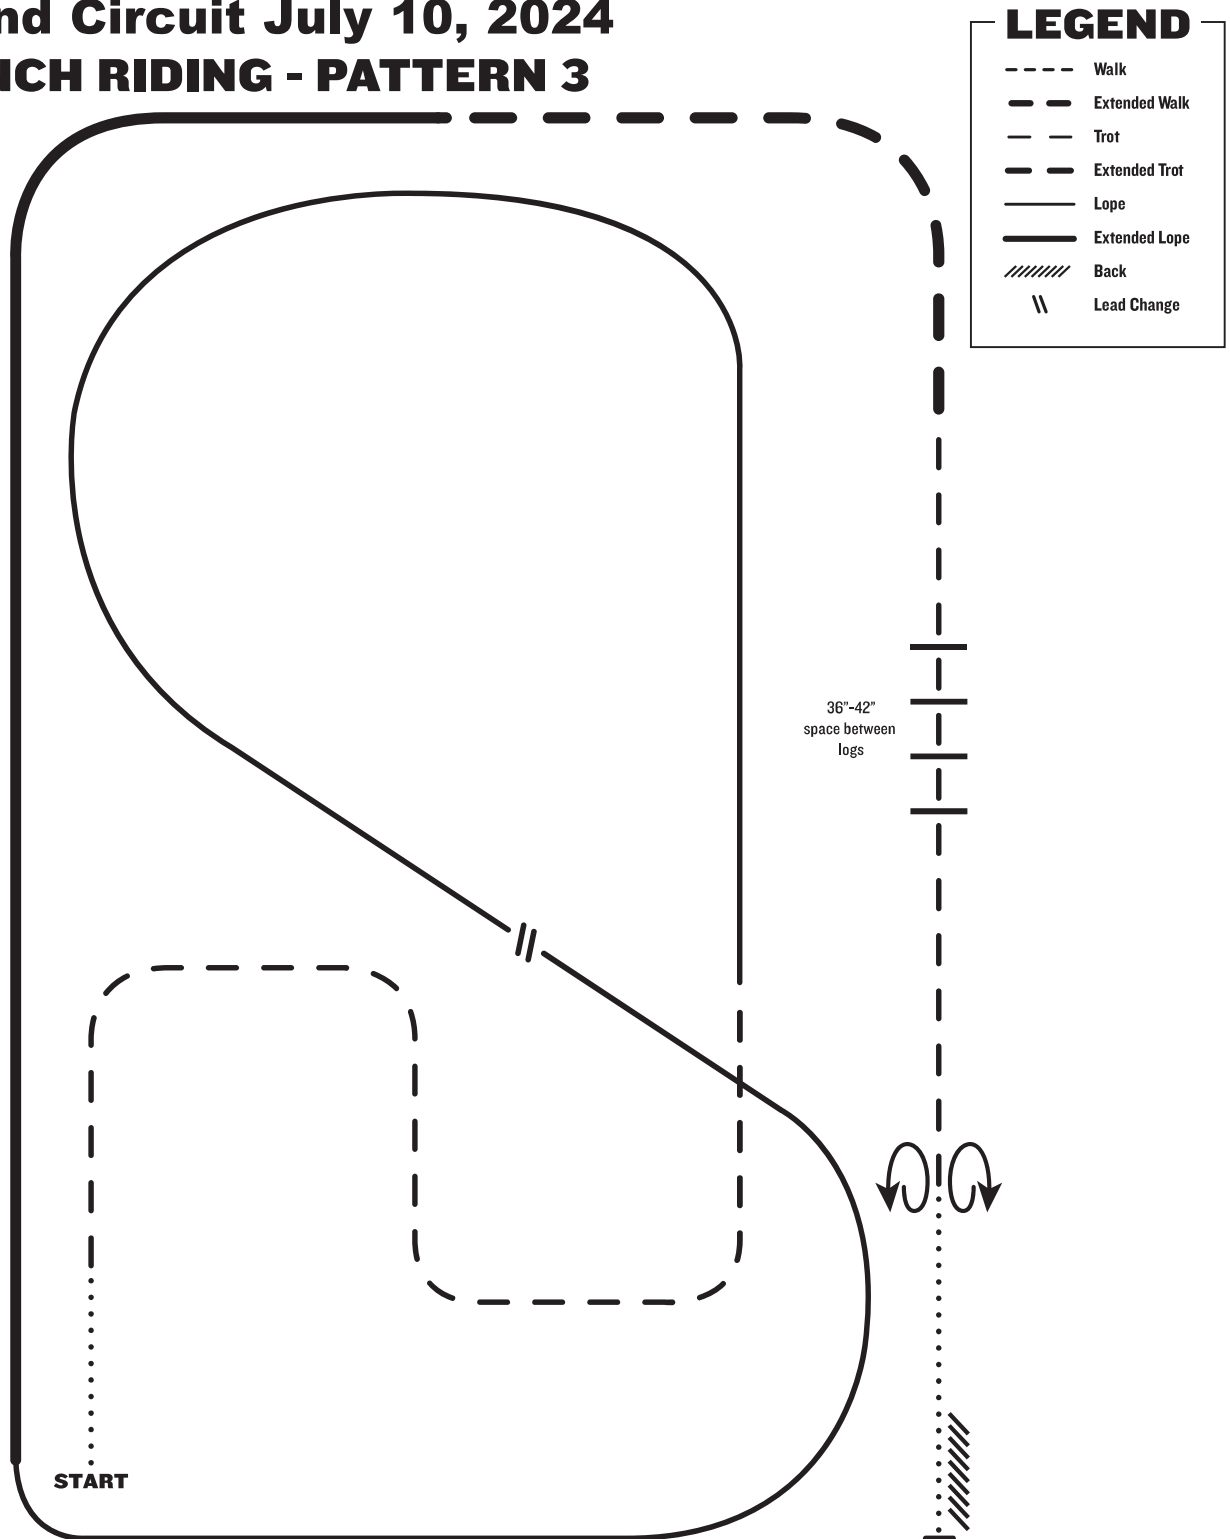 nd Circuit July 10, 2024
NCH RIDING - PATTERN 3
LEGEND
Walk
Extended Walk
Trot
Extended Trot
Lope
Extended Lope
Back
Lead Change
36”-42”
space between
logs
START